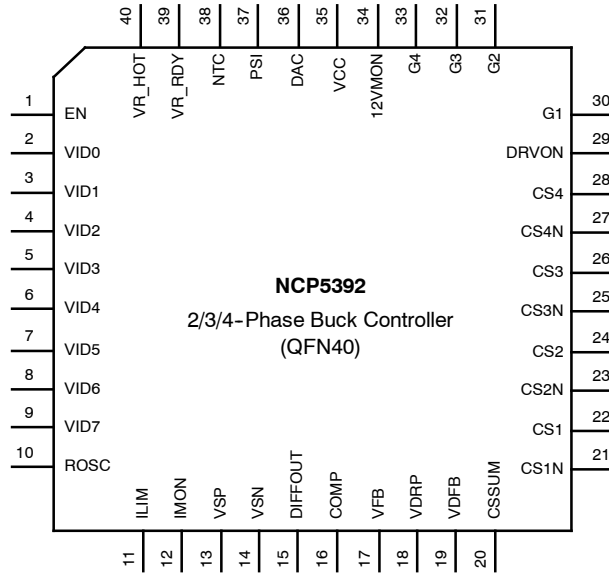 40 39 38 37 36 35 34 33 32 31
VR_HOT VR_RDY NTC PSI DAC VCC 12VMON G4 G3 G2
1 EN G1 30
2 VID0 DRVON 29
3 VID1 CS4 28
4 VID2 CS4N 27
5 VID3 CS3 26
6 VID4 CS3N 25
7 VID5 CS2 24
8 VID6 CS2N 23
9 VID7 CS1 22
10 ROSC CS1N 21
NCP5392
2/3/4-Phase Buck Controller
(QFN40)
ILIM IMON VSP VSN DIFFOUT COMP VFB VDRP VDFB CSSUM
11 12 13 14 15 16 17 18 19 20